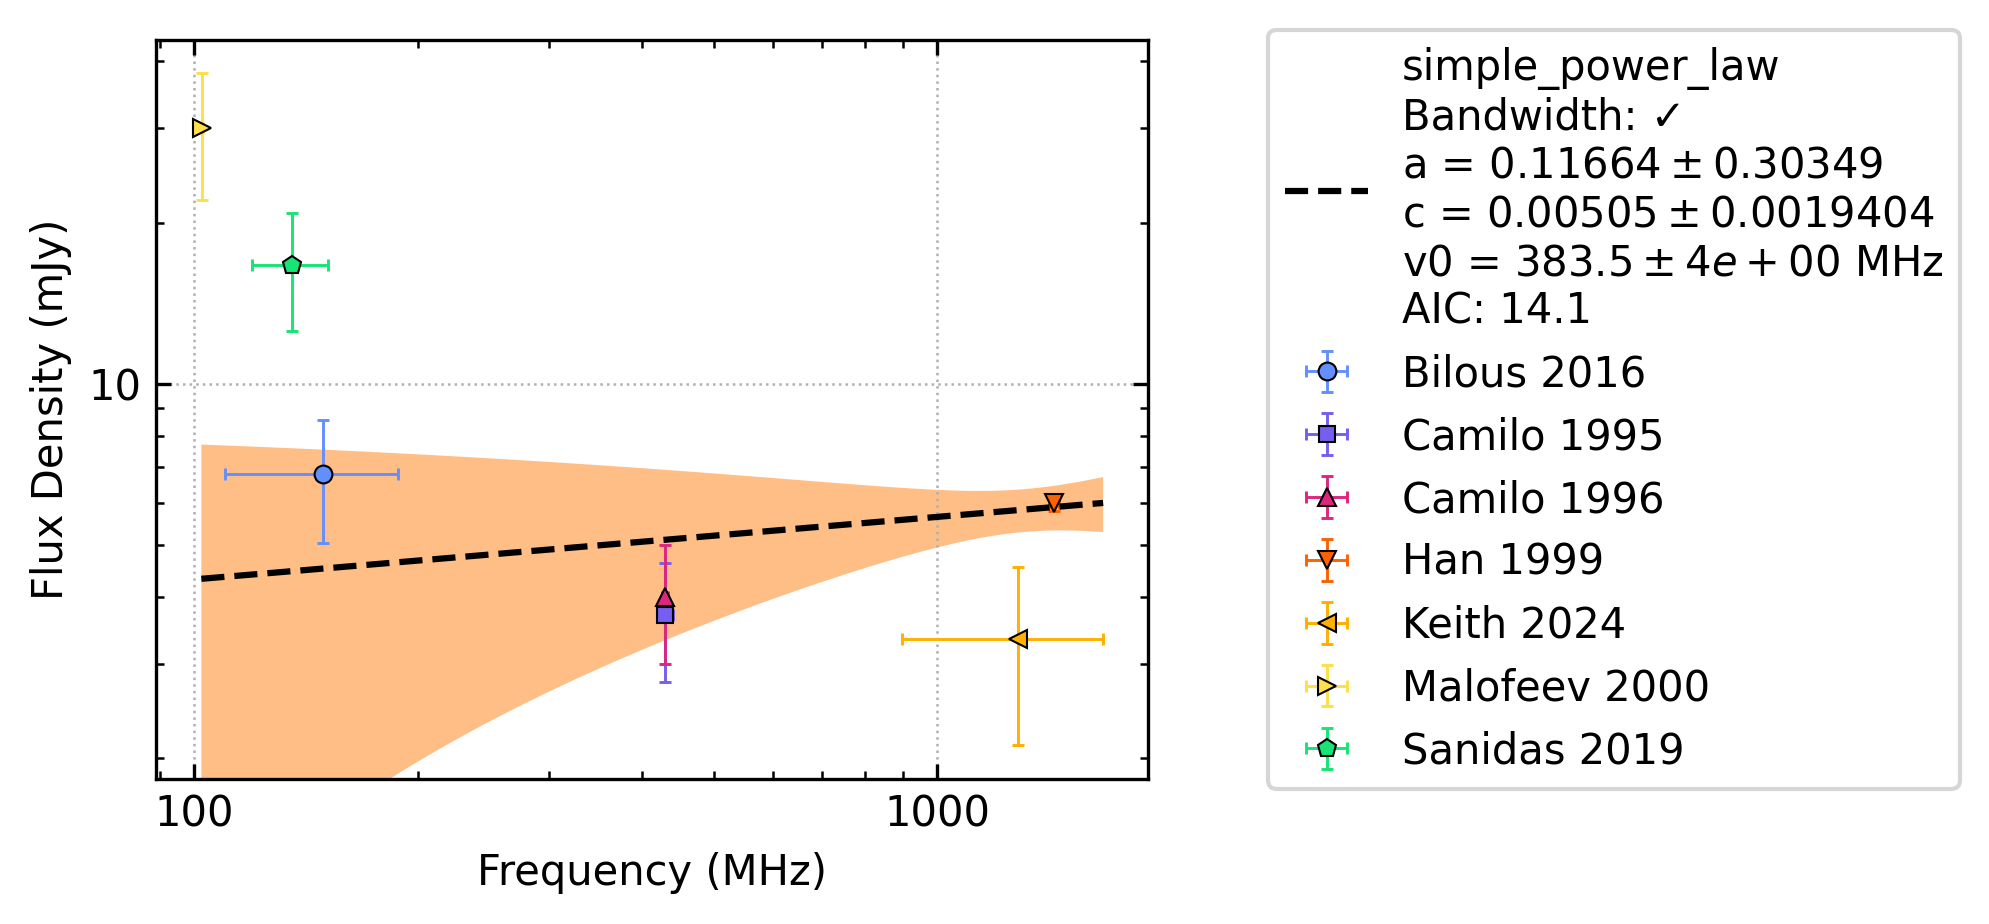 simple_power_law
Bandwidth: ✓
a = 0.11664 ± 0.30349
c = 0.00505 ± 0.0019404
v0 = 383.5 ± 4e + 00 MHz
AIC: 14.1
Bilous 2016
Camilo 1995
Camilo 1996
Han 1999
Keith 2024
Malofeev 2000
Sanidas 2019
Flux Density (mJy)
10
100
1000
Frequency (MHz)